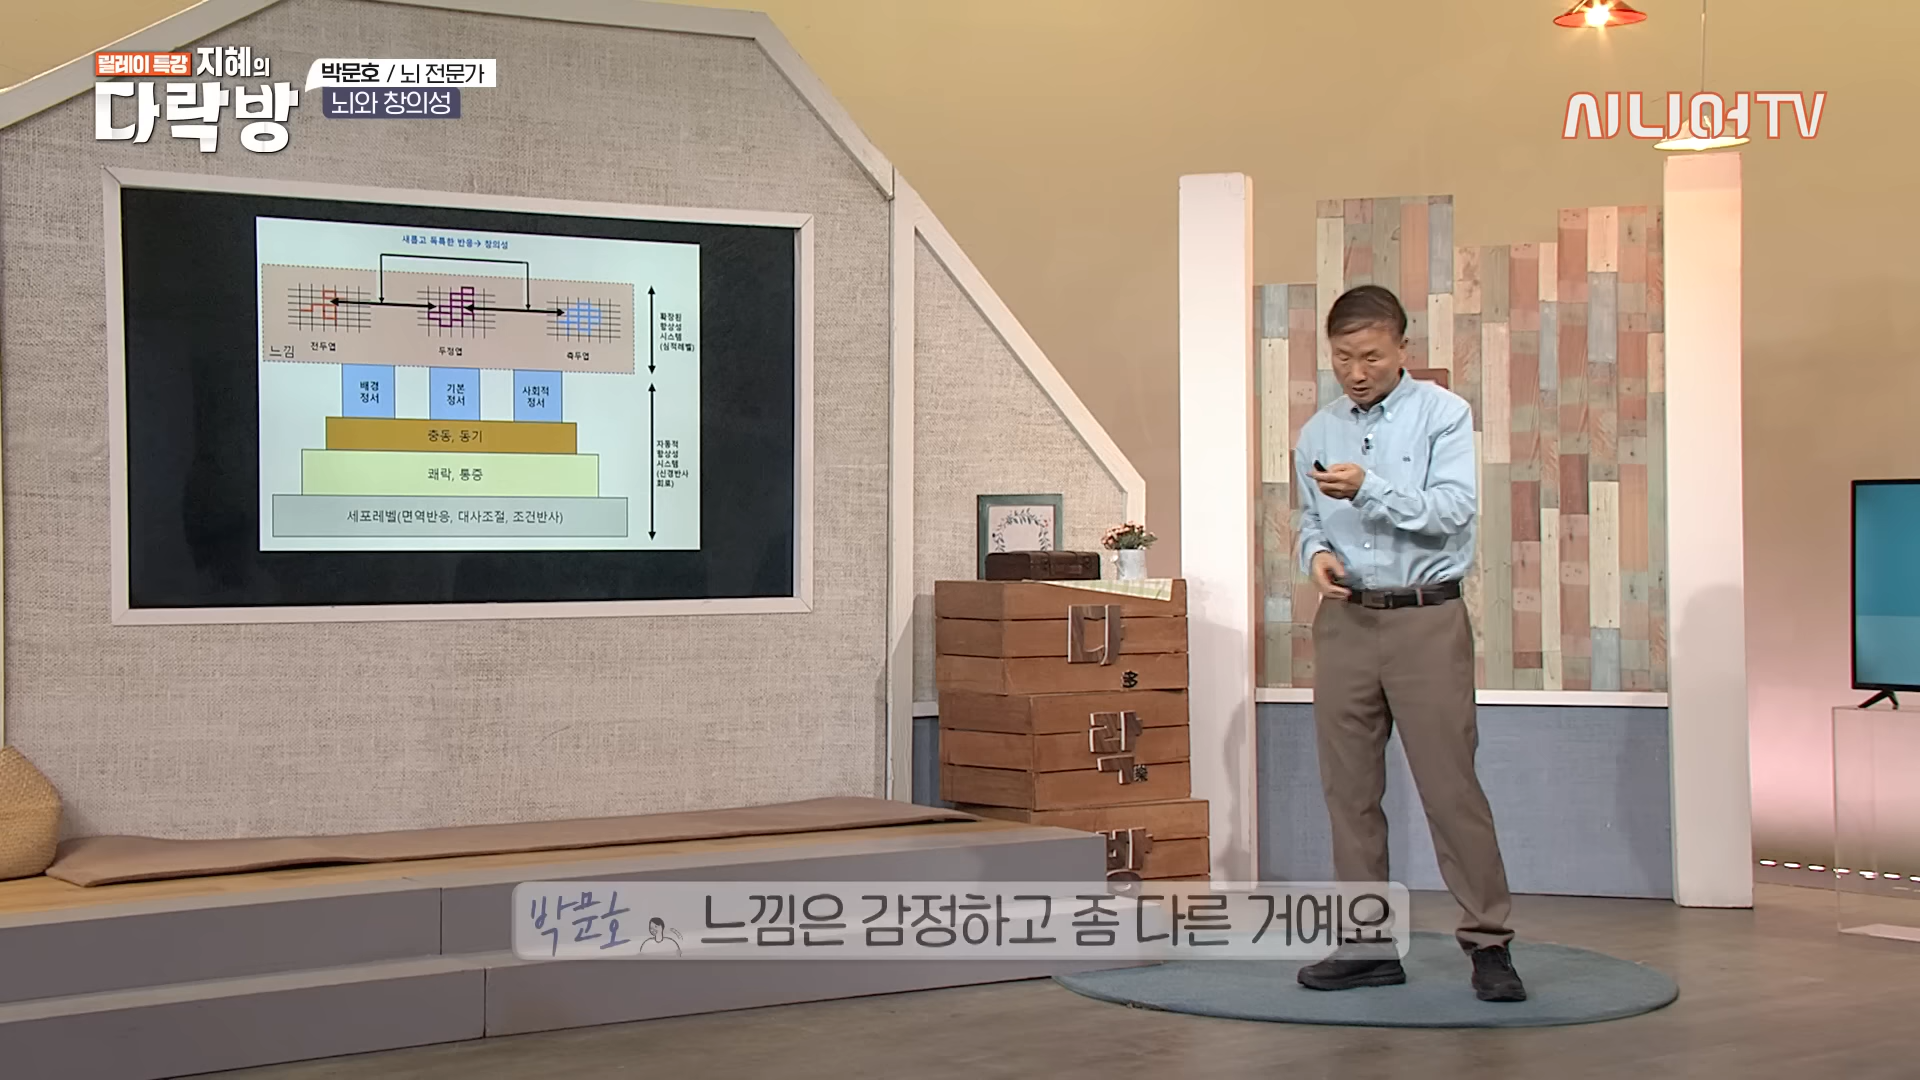 릴레이 특강 지혜의
다락방
박문호 / 뇌 전문가
뇌와 창의성
시니어TV
새롭고 독특한 반응→ 창의성
전두엽
두정엽
측두엽
느낌
확장된
항상성
시스템
(심적레벨)
배경
정서
기본
정서
사회적
정서
충동, 동기
쾌락, 통증
세포레벨(면역반응, 대사조절, 조건반사)
자동적
항상성
시스템
(신경반사
회로)
다
多
락
樂
방
박문호 느낌은 감정하고 좀 다른 거예요